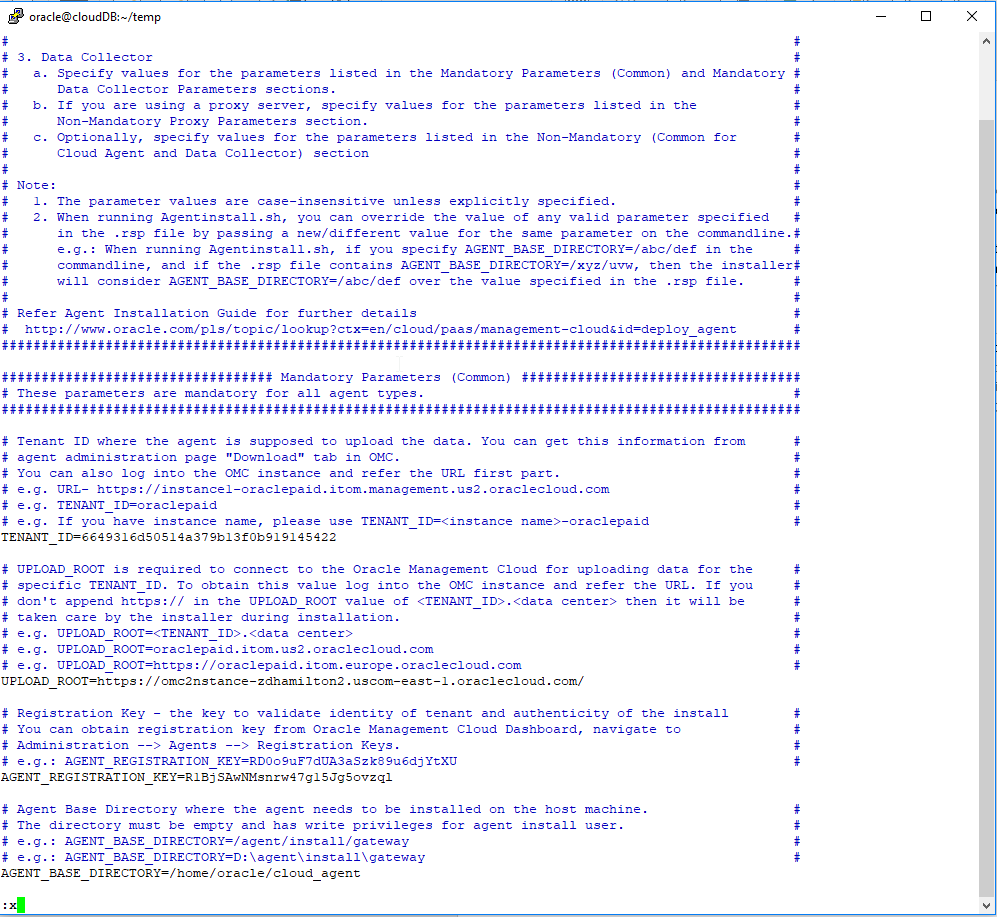 oracle@cloudDB:~/temp
#                                                                                                  #
# 3. Data Collector                                                                                #
#   a. Specify values for the parameters listed in the Mandatory Parameters (Common) and Mandatory #
#      Data Collector Parameters sections.                                                         #
#   b. If you are using a proxy server, specify values for the parameters listed in the            #
#      Non-Mandatory Proxy Parameters section.                                                     #
#   c. Optionally, specify values for the parameters listed in the Non-Mandatory (Common for       #
#      Cloud Agent and Data Collector) section                                                     #
#                                                                                                  #
# Note:                                                                                            #
#   1. The parameter values are case-insensitive unless explicitly specified.                      #
#   2. When running Agentinstall.sh, you can override the value of any valid parameter specified   #
#      in the .rsp file by passing a new/different value for the same parameter on the commandline.#
#      e.g.: When running Agentinstall.sh, if you specify AGENT_BASE_DIRECTORY=/abc/def in the     #
#      commandline, and if the .rsp file contains AGENT_BASE_DIRECTORY=/xyz/uvw, then the installer#
#      will consider AGENT_BASE_DIRECTORY=/abc/def over the value specified in the .rsp file.      #
#                                                                                                  #
# Refer Agent Installation Guide for further details                                               #
#  http://www.oracle.com/pls/topic/lookup?ctx=en/cloud/paas/management-cloud&id=deploy_agent       #
####################################################################################################
################################## Mandatory Parameters (Common) ###################################
# These parameters are mandatory for all agent types.                                              #
####################################################################################################
# Tenant ID where the agent is supposed to upload the data. You can get this information from      #
# agent administration page "Download" tab in OMC.                                                 #
# You can also log into the OMC instance and refer the URL first part.                             #
# e.g. URL- https://instance1-oraclepaid.itom.management.us2.oraclecloud.com                       #
# e.g. TENANT_ID=oraclepaid                                                                        #
# e.g. If you have instance name, please use TENANT_ID=<instance name>-oraclepaid                  #
TENANT_ID=6649316d50514a379b13f0b919145422
# UPLOAD_ROOT is required to connect to the Oracle Management Cloud for uploading data for the     #
# specific TENANT_ID. To obtain this value log into the OMC instance and refer the URL. If you     #
# don't append https:// in the UPLOAD_ROOT value of <TENANT_ID>.<data center> then it will be      #
# taken care by the installer during installation.                                                 #
# e.g. UPLOAD_ROOT=<TENANT_ID>.<data center>                                                       #
# e.g. UPLOAD_ROOT=oraclepaid.itom.us2.oraclecloud.com                                             #
# e.g. UPLOAD_ROOT=https://oraclepaid.itom.europe.oraclecloud.com                                  #
UPLOAD_ROOT=https://omc2nstance-zdhamilton2.uscom-east-1.oraclecloud.com/
# Registration Key - the key to validate identity of tenant and authenticity of the install        #
# You can obtain registration key from Oracle Management Cloud Dashboard, navigate to              #
# Administration --> Agents --> Registration Keys.                                                 #
# e.g.: AGENT_REGISTRATION_KEY=RD0o9uF7dUA3aSzk89u6djYtXU                                          #
AGENT_REGISTRATION_KEY=R1BjSAwNMsnrw47g15Jg5ovzql
# Agent Base Directory where the agent needs to be installed on the host machine.                  #
# The directory must be empty and has write privileges for agent install user.                     #
# e.g.: AGENT_BASE_DIRECTORY=/agent/install/gateway                                                #
# e.g.: AGENT_BASE_DIRECTORY=D:\agent\install\gateway                                              #
AGENT_BASE_DIRECTORY=/home/oracle/cloud_agent
:x